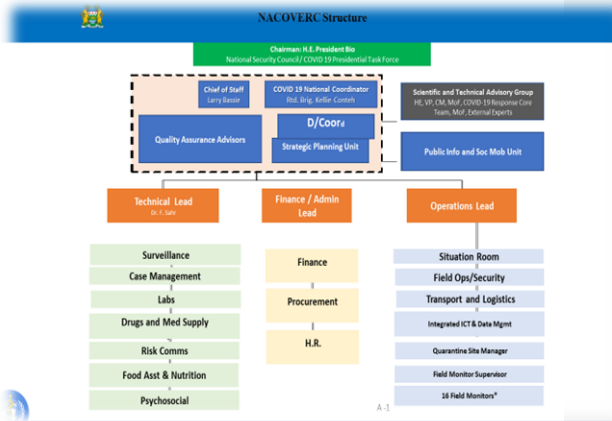 NACOVERC Structure
Chairman: H.E. President Bio
National Security Council/ COVID 19 Presidential Task Force
Chief of Staff
Larry Bassie
COVID 19 National Coordinator
Rtd. Brig. Kellie Conteh
Quality Assurance Advisors
D/Coord
Strategic Planning Unit
Scientific and Technical Advisory Group
HE, VP, CM, MoF, COVID-19 Response Core
Team, MoF, External Experts
Public Info and Soc Mob Unit
Technical Lead
Dr. F. Sahr
Finance / Admin
Lead
Operations Lead
Surveillance
Case Management
Labs
Drugs and Med Supply
Risk Comms
Food Asst & Nutrition
Psychosocial
Finance
Procurement
H.R.
Situation Room
Field Ops/Security
Transport and Logistics
Integrated ICT & Data Mgmt
Quarantine Site Manager
Field Monitor Supervisor
16 Field Monitors*
A-1